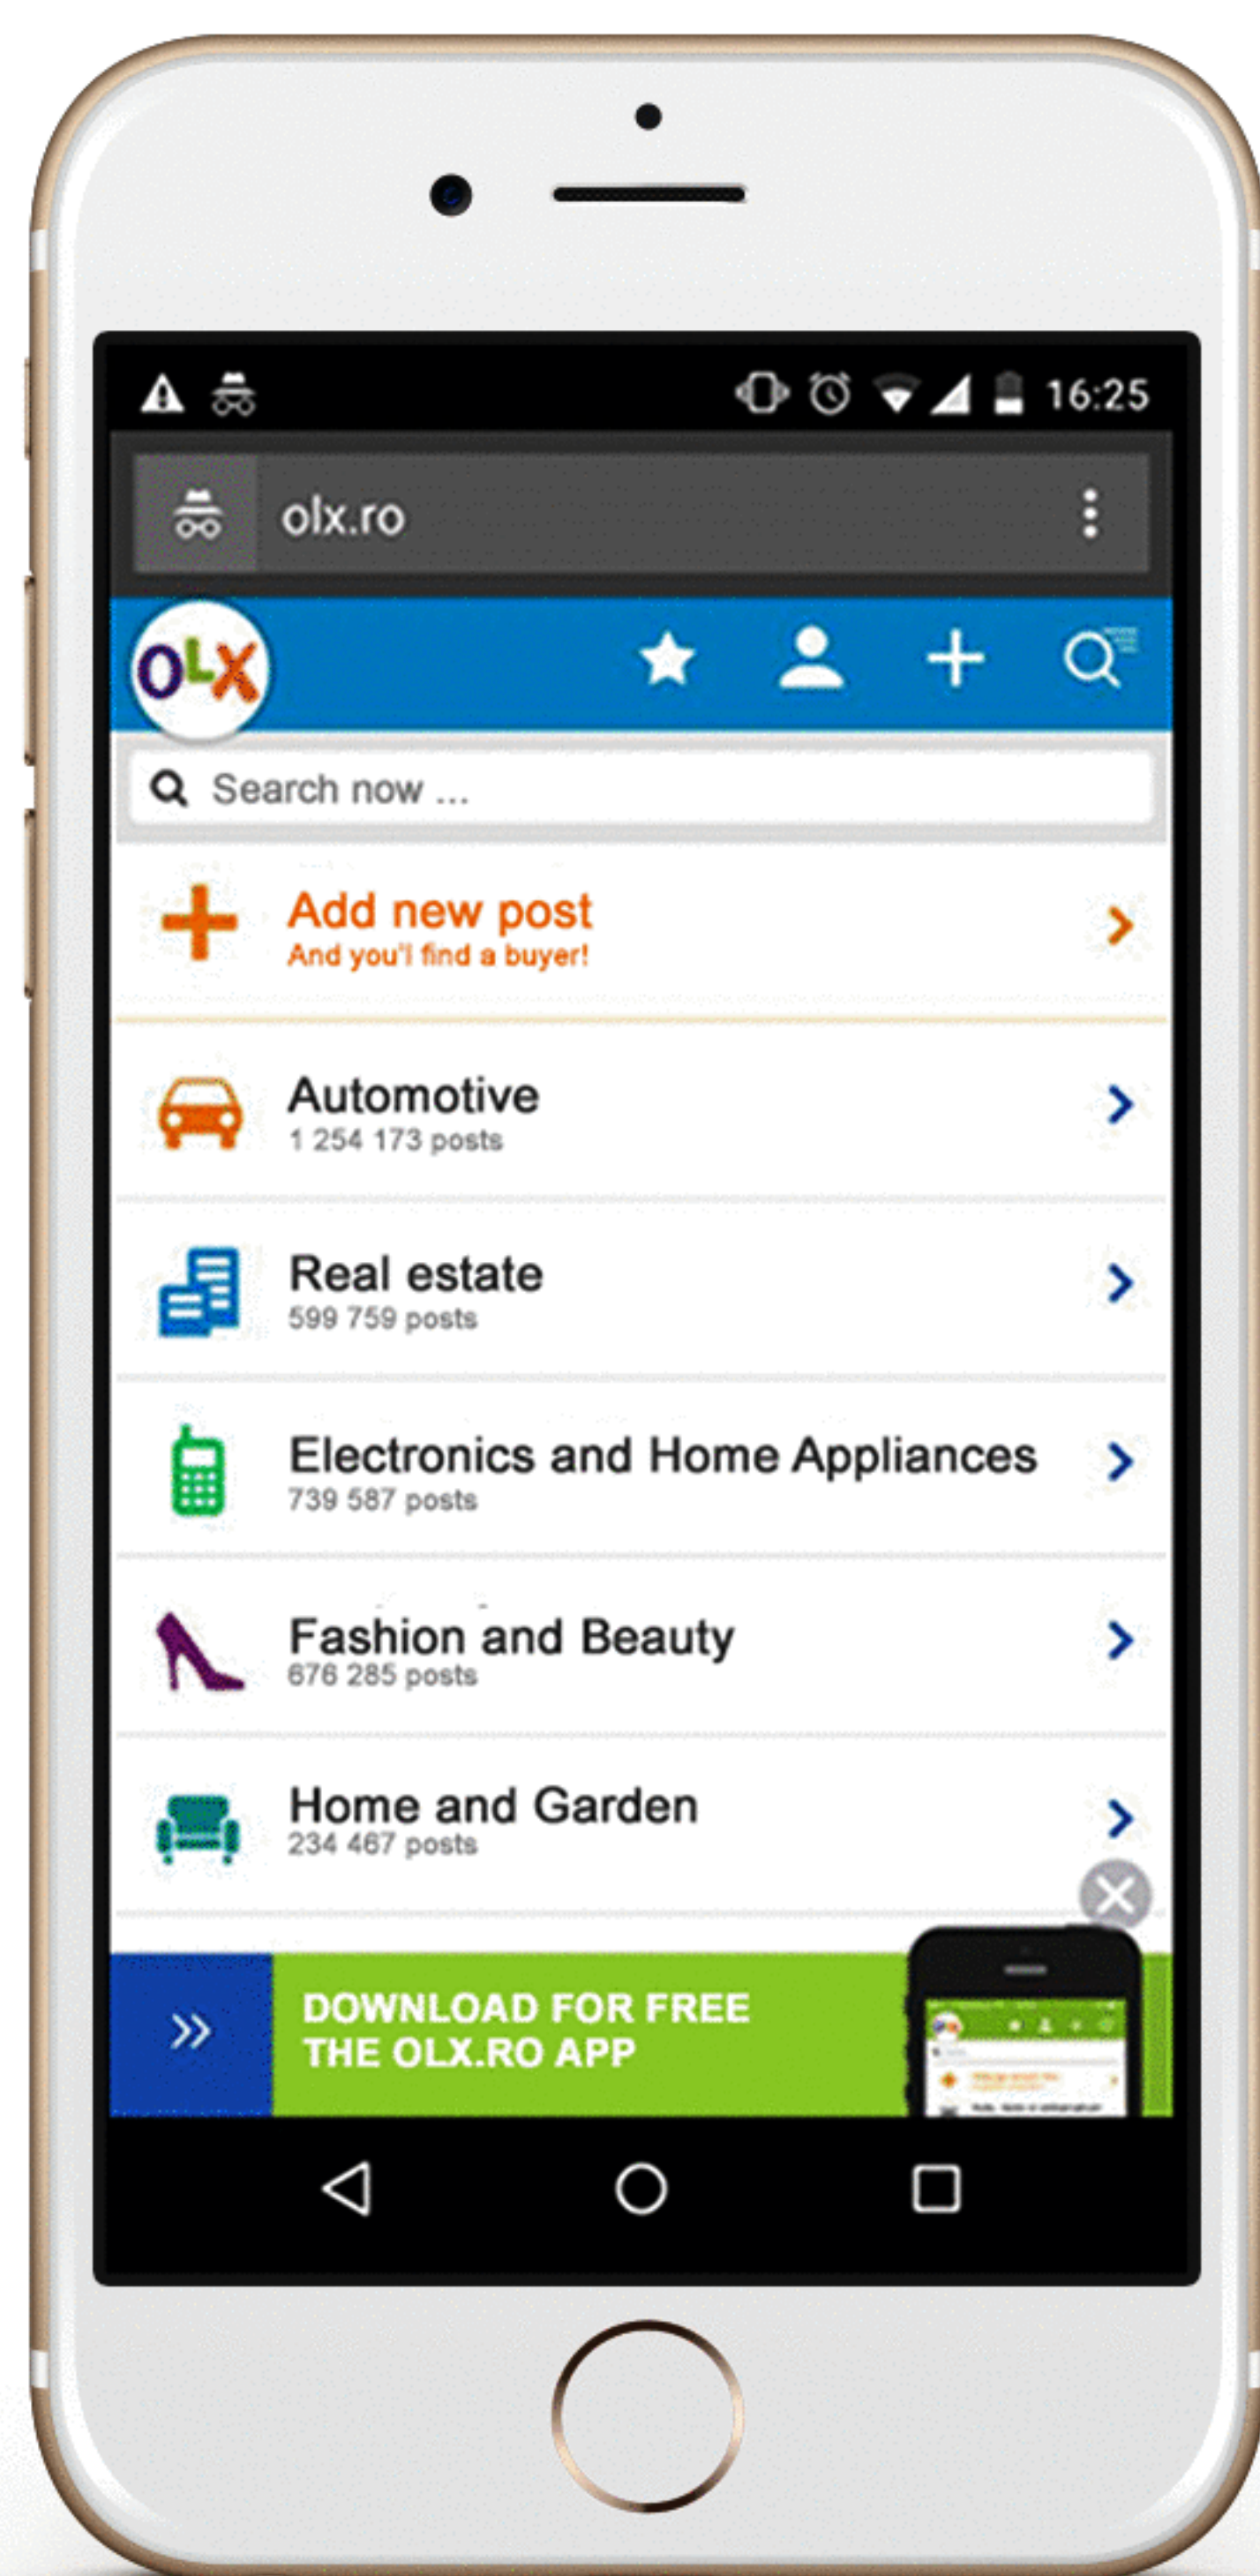 16:25
olx.ro
OLX
Search now ...
Add new post
And you'l find a buyer!
Automotive
1 254 173 posts
Real estate
599 759 posts
Electronics and Home Appliances
739 587 posts
Fashion and Beauty
676 285 posts
Home and Garden
234 467 posts
DOWNLOAD FOR FREE
THE OLX.RO APP